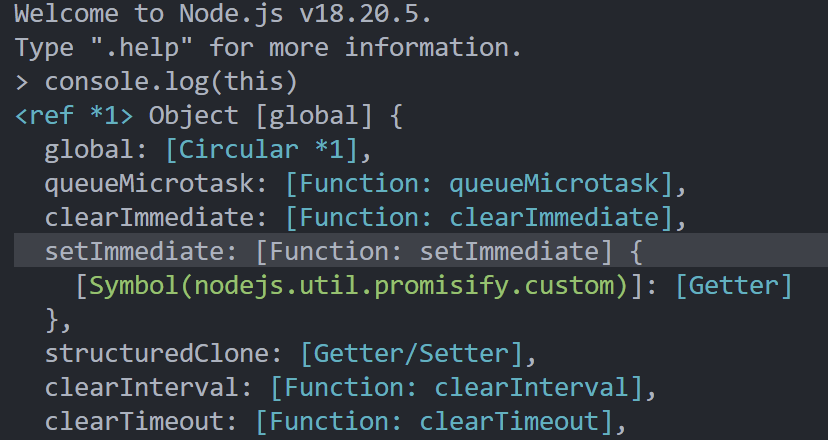 Welcome to Node.js v18.20.5.
Type ".help" for more information.
> console.log(this)
<ref *1> Object [global] {
  global: [Circular *1],
  queueMicrotask: [Function: queueMicrotask],
  clearImmediate: [Function: clearImmediate],
  setImmediate: [Function: setImmediate] {
    [Symbol(nodejs.util.promisify.custom)]: [Getter]
  },
  structuredClone: [Getter/Setter],
  clearInterval: [Function: clearInterval],
  clearTimeout: [Function: clearTimeout],